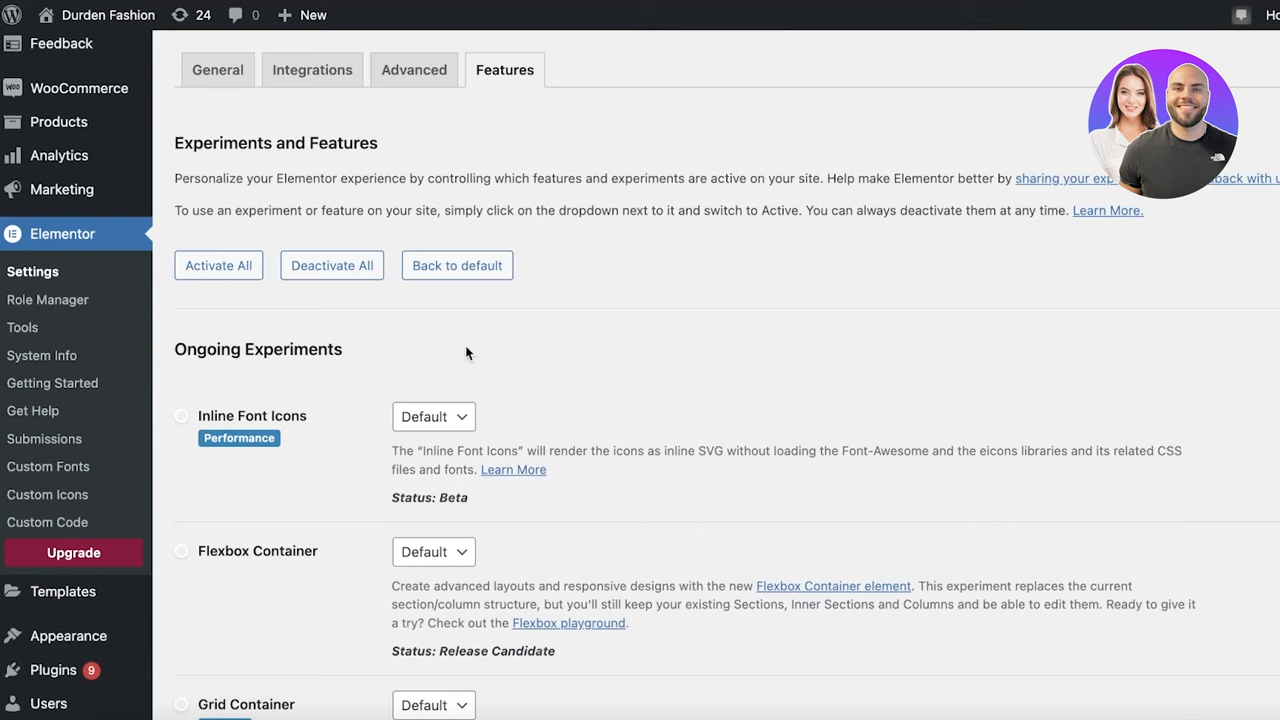 Durden Fashion
24
0
New
Ho
Feedback
WooCommerce
Products
Analytics
Marketing
Elementor
Settings
Role Manager
Tools
System Info
Getting Started
Get Help
Submissions
Custom Fonts
Custom Icons
Custom Code
Upgrade
Templates
Appearance
Plugins 9
Users
General
Integrations
Advanced
Features
Experiments and Features
Personalize your Elementor experience by controlling which features and experiments are active on your site. Help make Elementor better by sharing your exp back with u
To use an experiment or feature on your site, simply click on the dropdown next to it and switch to Active. You can always deactivate them at any time. Learn More.
Activate All
Deactivate All
Back to default
Ongoing Experiments
Inline Font Icons
Performance
Default
The “Inline Font Icons” will render the icons as inline SVG without loading the Font-Awesome and the eicons libraries and its related CSS
files and fonts. Learn More
Status: Beta
Flexbox Container
Default
Create advanced layouts and responsive designs with the new Flexbox Container element. This experiment replaces the current
section/column structure, but you'll still keep your existing Sections, Inner Sections and Columns and be able to edit them. Ready to give it
a try? Check out the Flexbox playground.
Status: Release Candidate
Grid Container
Default